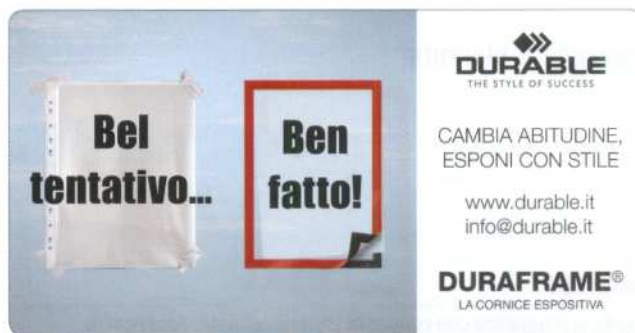 Bel
tentativo...
Ben
fatto!
DURABLE
THE STYLE OF SUCCESS
CAMBIA ABITUDINE,
ESPONI CON STILE
www.durable.it
info@durable.it
DURAFRAME®
LA CORNICE ESPOSITIVA